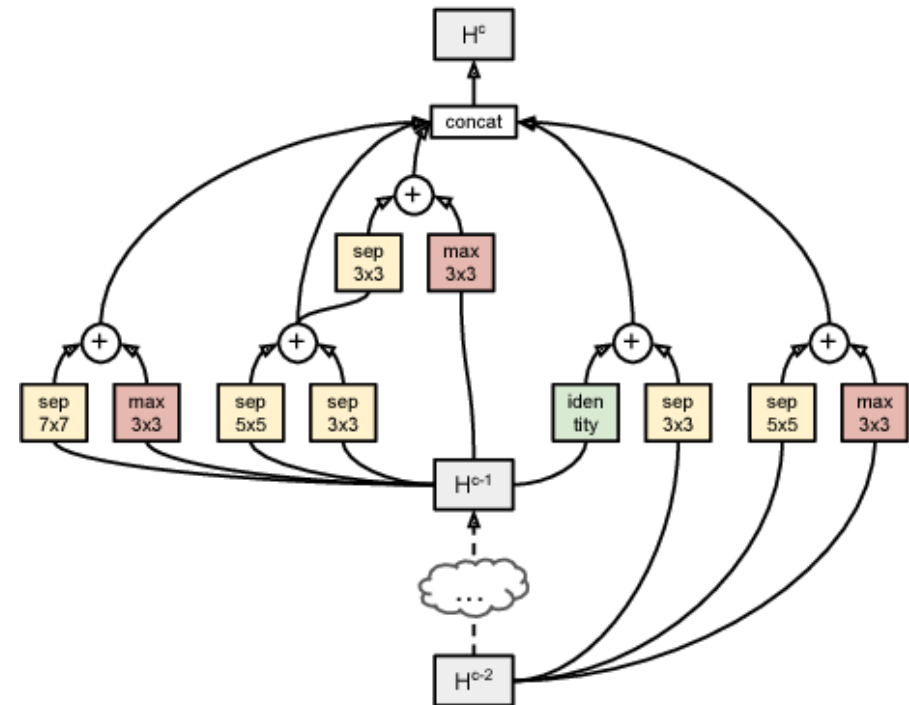 H^c
concat
+
sep
3x3
max
3x3
+
+
+
+
sep
7x7
max
3x3
sep
5x5
sep
3x3
iden
tity
sep
3x3
sep
5x5
max
3x3
H^c-1
...
H^c-2